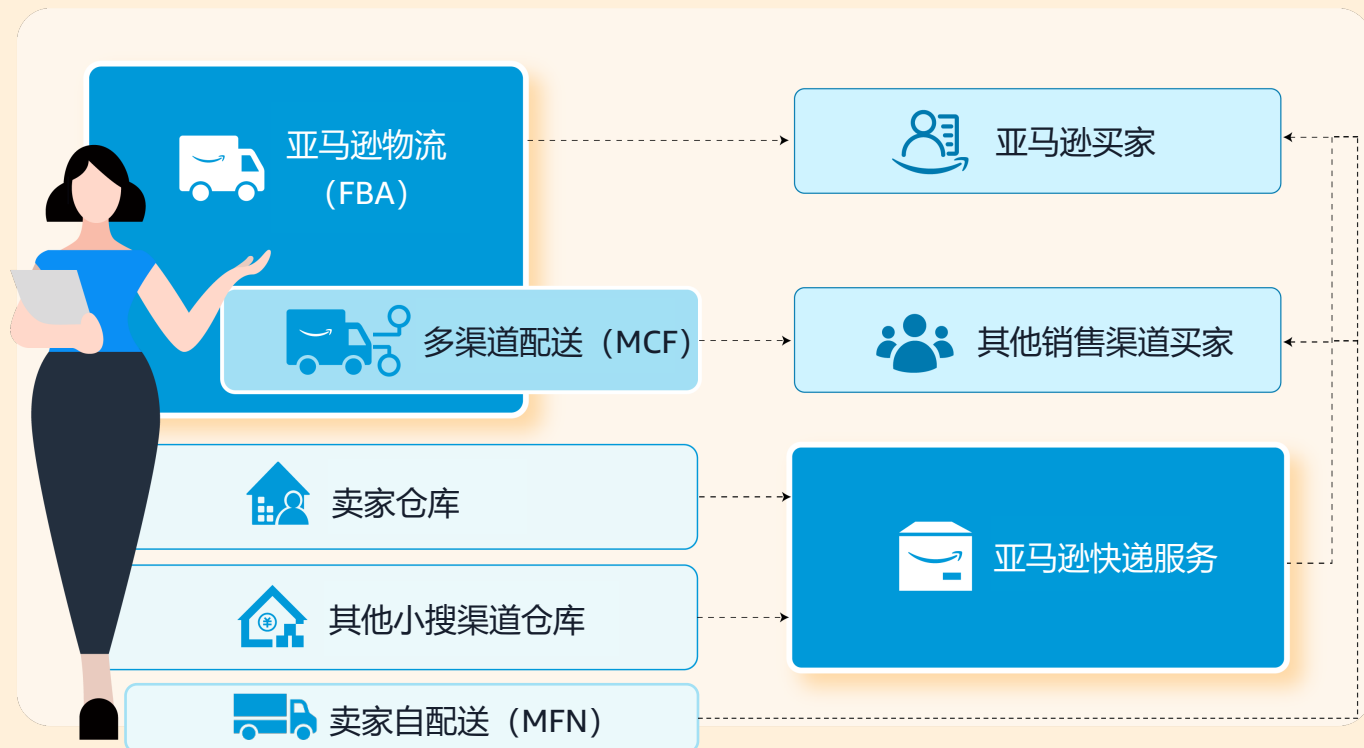 亚马逊物流
（FBA）
亚马逊买家
多渠道配送（MCF）
其他销售渠道买家
卖家仓库
亚马逊快递服务
其他小搜渠道仓库
卖家自配送（MFN）